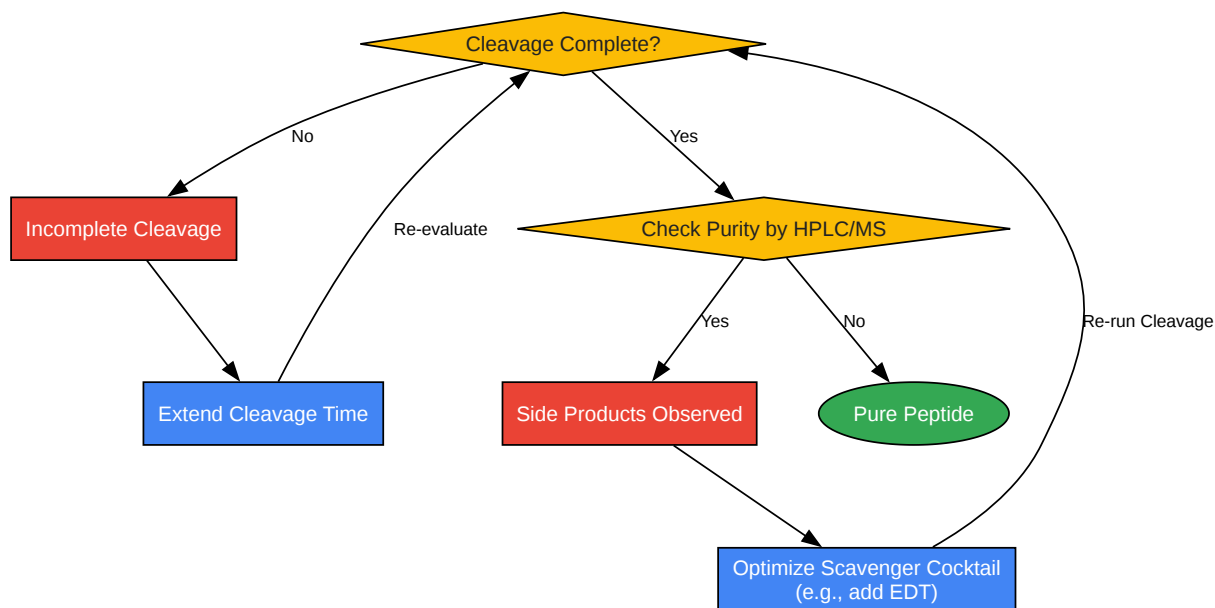 Cleavage Complete?
No
Yes
Incomplete Cleavage
Re-evaluate
Check Purity by HPLC/MS
Yes
No
Re-run Cleavage
Extend Cleavage Time
Side Products Observed
Pure Peptide
Optimize Scavenger Cocktail
(e.g., add EDT)